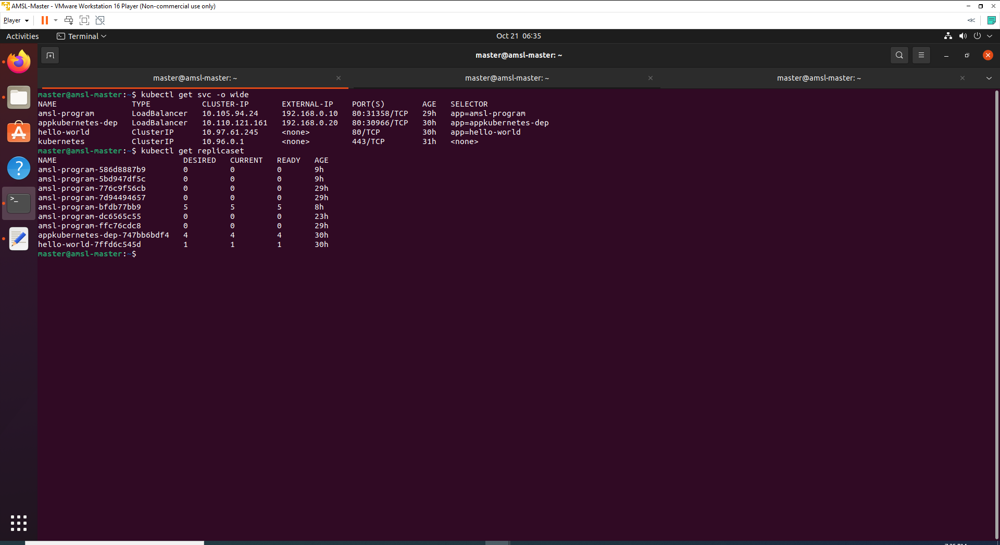 AMSL-Master - VMware Workstation 16 Player (Non-commercial use only)
Player
Activities Terminal Oct 21 06:35
master@amsl-master: ~
master@amsl-master: ~ master@amsl-master: ~ master@amsl-master: ~
master@amsl-master:~$ kubectl get svc -o wide
NAME TYPE CLUSTER-IP EXTERNAL-IP PORT(S) AGE SELECTOR
amsl-program LoadBalancer 10.105.94.24 192.168.0.10 80:31358/TCP 29h app=amsl-program
appkubernetes-dep LoadBalancer 10.110.121.161 192.168.0.20 80:30966/TCP 30h app=appkubernetes-dep
hello-world ClusterIP 10.97.61.245 <none> 80/TCP 30h app=hello-world
kubernetes ClusterIP 10.96.0.1 <none> 443/TCP 31h <none>
master@amsl-master:~$ kubectl get replicaset
NAME DESIRED CURRENT READY AGE
amsl-program-586d8887b9 0 0 0 9h
amsl-program-5bd947df5c 0 0 0 9h
amsl-program-776c9f56cb 0 0 0 29h
amsl-program-7d94494657 0 0 0 29h
amsl-program-bfdb77bb9 5 5 5 8h
amsl-program-dc6565c55 0 0 0 23h
amsl-program-ffc76cdc8 0 0 0 29h
appkubernetes-dep-747bb6bdf4 4 4 4 30h
hello-world-7ffd6c545d 1 1 1 30h
master@amsl-master:~$